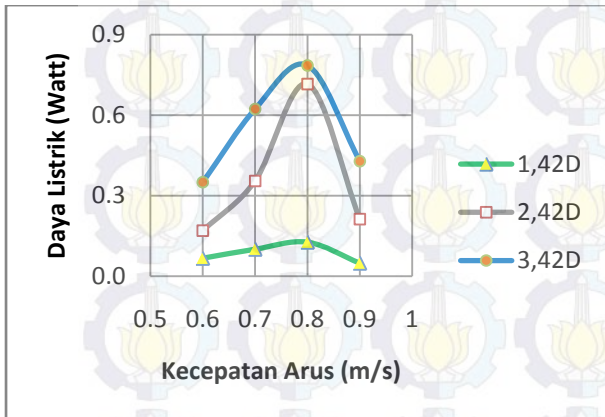 Daya Listrik (Watt)
0.9
0.6
0.3
0.0
0.5 0.6 0.7 0.8 0.9 1
Kecepatan Arus (m/s)
1,42D
2,42D
3,42D